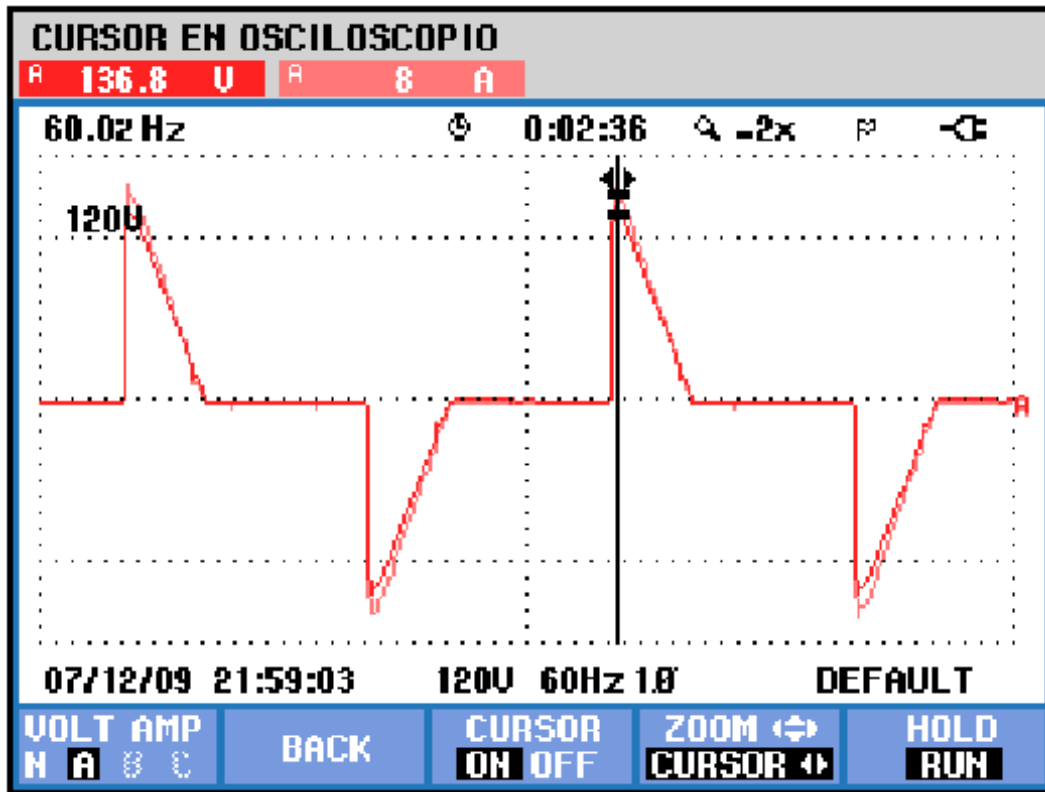 CURSOR EN OSCILOSCOPIO
A 136.8 V A 8 A
60.02 Hz 0:02:36 -2x
120V
A
07/12/09 21:59:03 120V 60Hz 1.Ø DEFAULT
VOLT AMP BACK CURSOR ZOOM HOLD
N A B C ON OFF CURSOR RUN